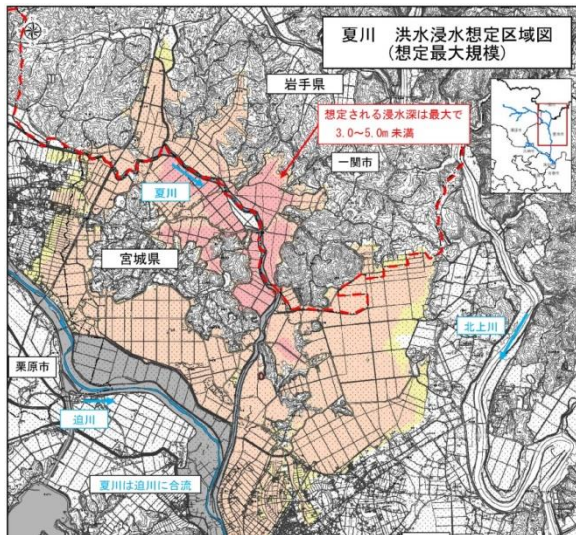 夏川 洪水浸水想定区域図
(想定最大規模)
岩手県
想定される浸水深は最大で
3.0～5.0m 未満
一関市
夏川
宮城県
北上川
栗原市
迫川
夏川は迫川に合流